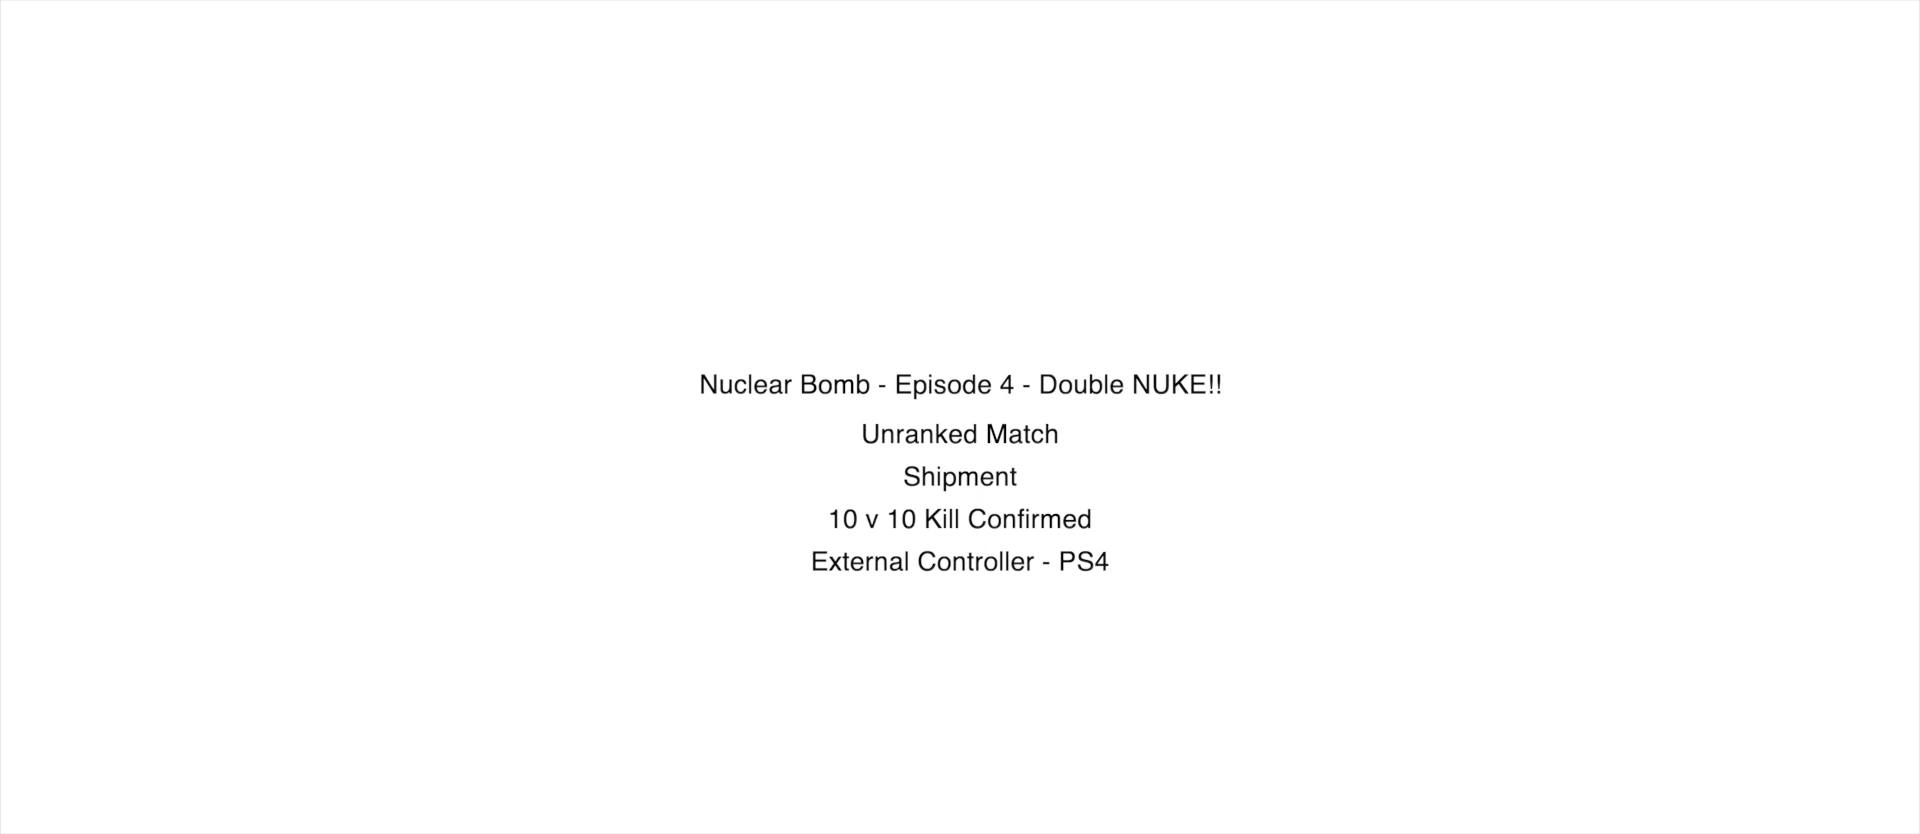 Nuclear Bomb - Episode 4 - Double NUKE!!
Unranked Match
Shipment
10 v 10 Kill Confirmed
External Controller - PS4